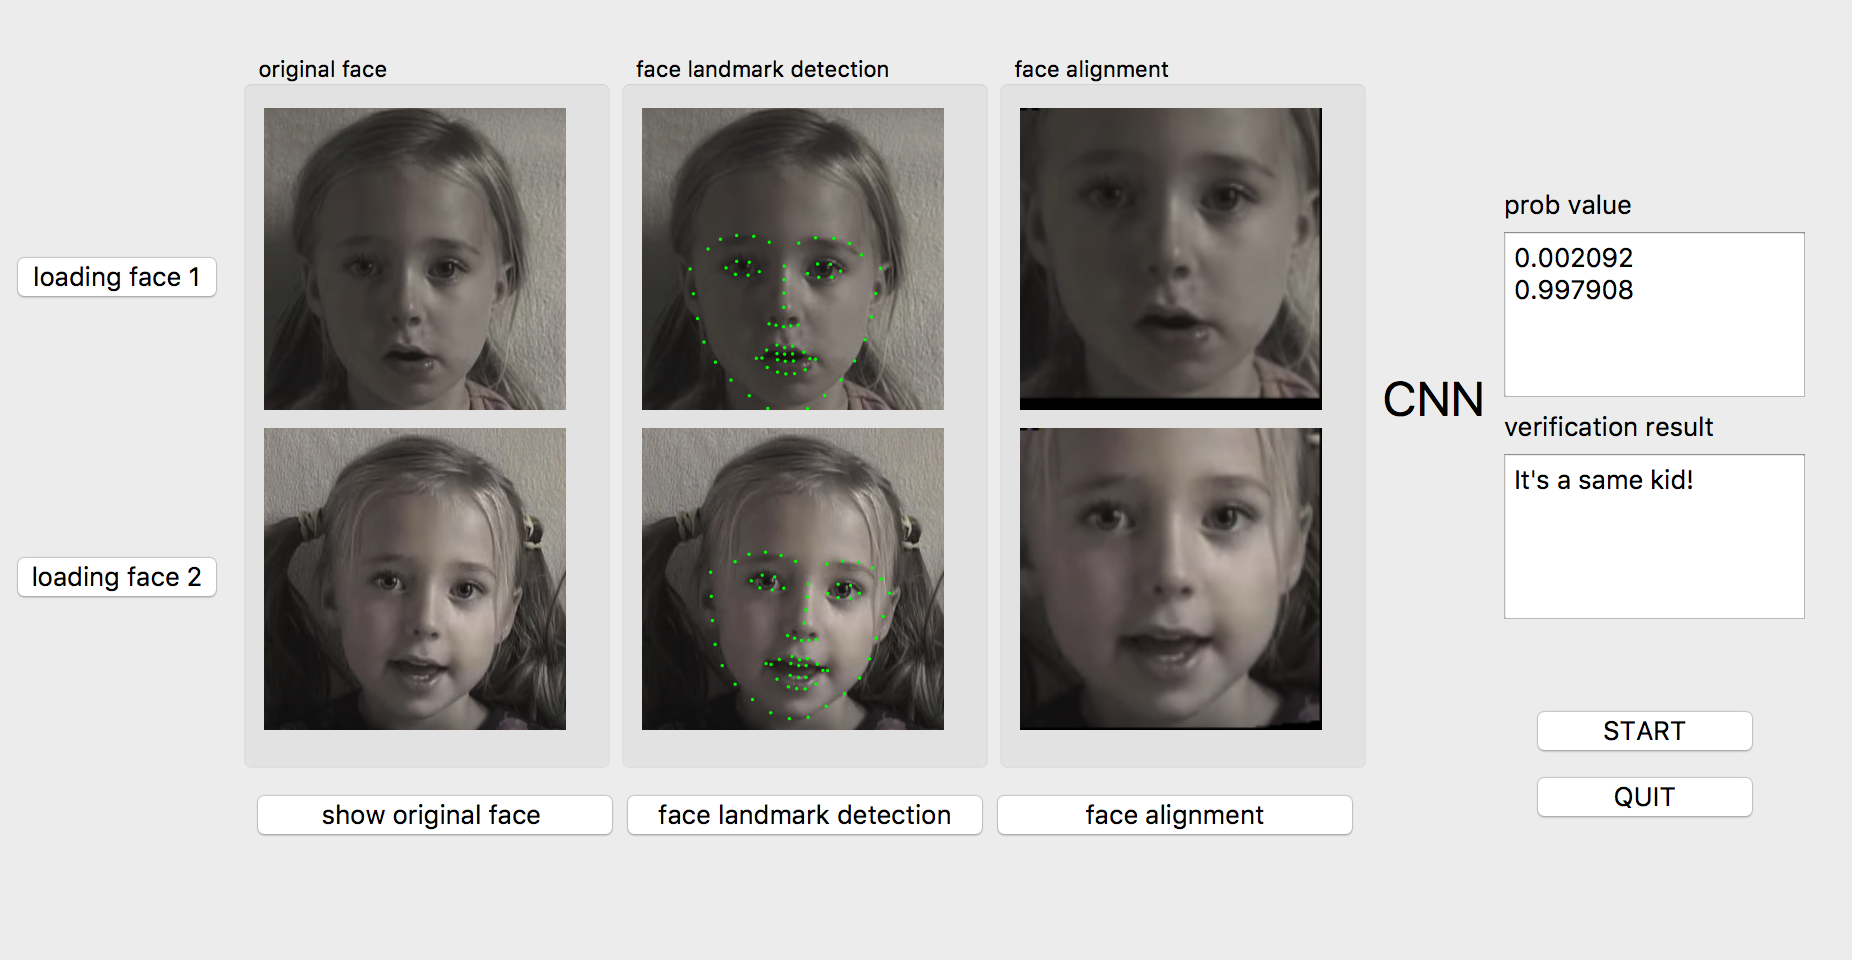 original face
face landmark detection
face alignment
loading face 1
loading face 2
CNN
prob value
0.002092
0.997908
verification result
It's a same kid!
START
QUIT
show original face
face landmark detection
face alignment